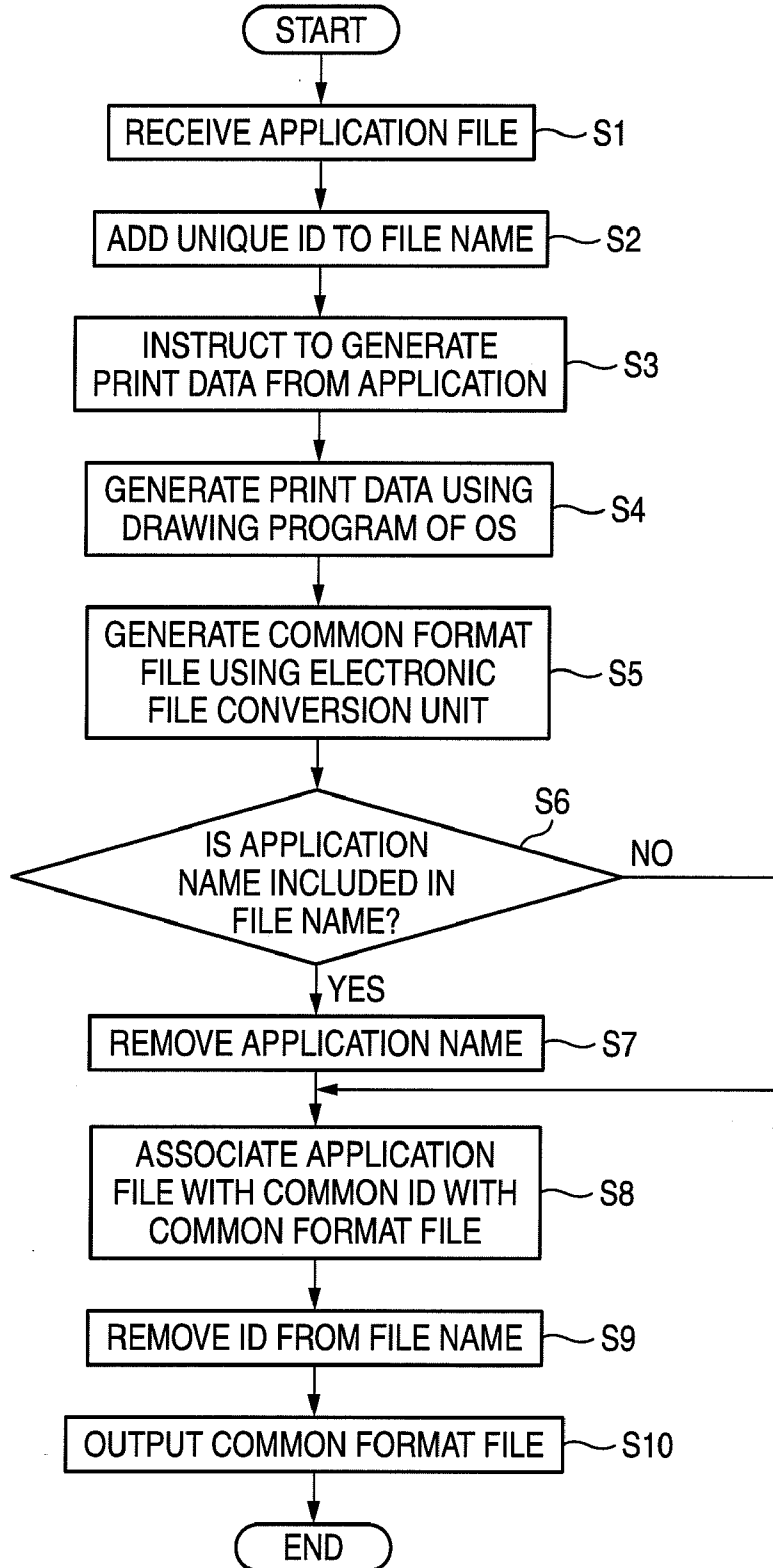 START
RECEIVE APPLICATION FILE
S1
ADD UNIQUE ID TO FILE NAME
S2
INSTRUCT TO GENERATE
PRINT DATA FROM APPLICATION
S3
GENERATE PRINT DATA USING
DRAWING PROGRAM OF OS
S4
GENERATE COMMON FORMAT
FILE USING ELECTRONIC
FILE CONVERSION UNIT
S5
S6
IS APPLICATION
NAME INCLUDED IN
FILE NAME?
NO
YES
REMOVE APPLICATION NAME
S7
ASSOCIATE APPLICATION
FILE WITH COMMON ID WITH
COMMON FORMAT FILE
S8
REMOVE ID FROM FILE NAME
S9
OUTPUT COMMON FORMAT FILE
S10
END